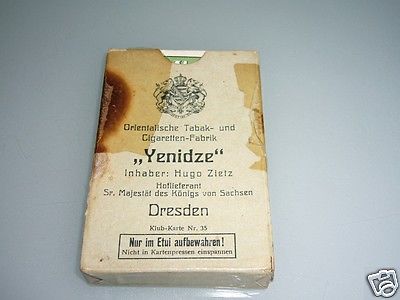 Orientalische Tabak- und
Cigaretten-Fabrik
„Yenidze“
Inhaber: Hugo Zietz
Hoflieferant
Sr. Majestät des Königs von Sachsen
Dresden
Klub-Karte Nr. 35
Nur im Etui aufbewahren!
Nicht in Kartenpressen einspannen
ebay